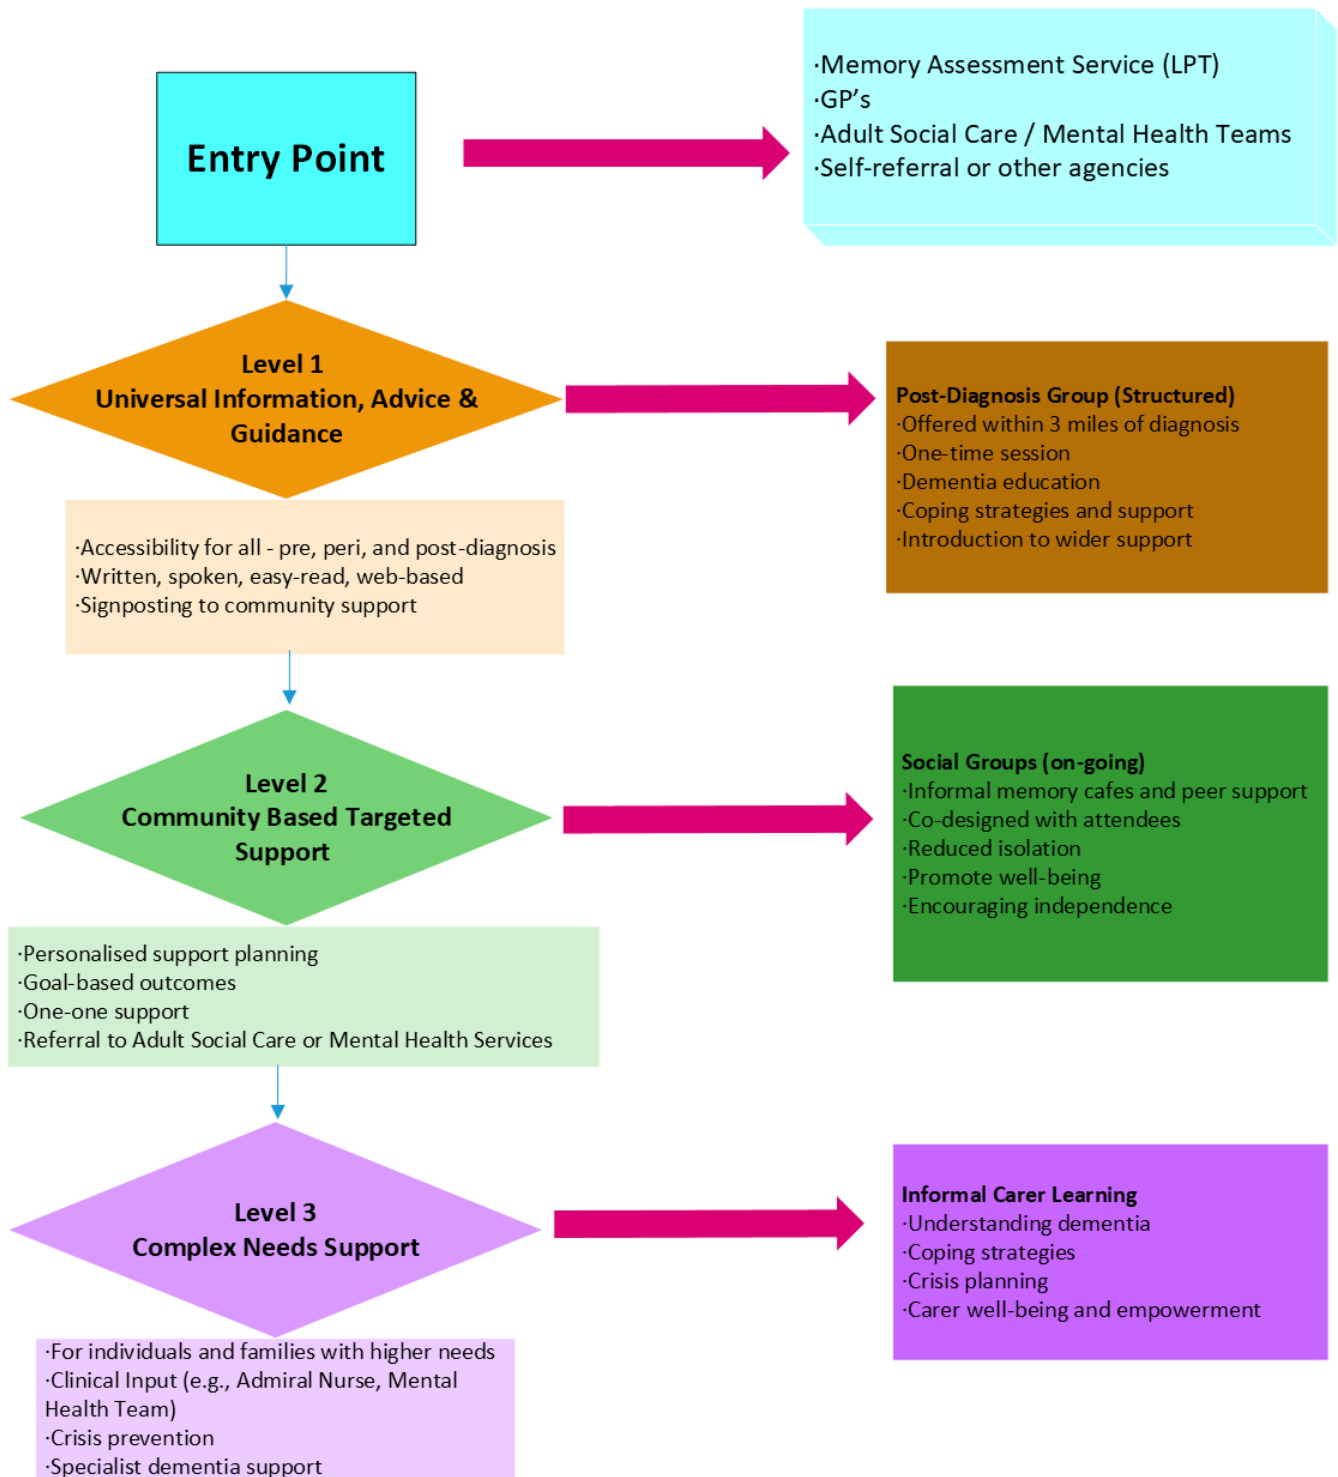 Entry Point
·Memory Assessment Service (LPT)
·GP's
·Adult Social Care / Mental Health Teams
·Self-referral or other agencies
Level 1
Universal Information, Advice &
Guidance
·Accessibility for all - pre, peri, and post-diagnosis
·Written, spoken, easy-read, web-based
·Signposting to community support
Post-Diagnosis Group (Structured)
·Offered within 3 miles of diagnosis
·One-time session
·Dementia education
·Coping strategies and support
·Introduction to wider support
Level 2
Community Based Targeted
Support
·Personalised support planning
·Goal-based outcomes
·One-one support
·Referral to Adult Social Care or Mental Health Services
Social Groups (on-going)
·Informal memory cafes and peer support
·Co-designed with attendees
·Reduced isolation
·Promote well-being
·Encouraging independence
Level 3
Complex Needs Support
·For individuals and families with higher needs
·Clinical Input (e.g., Admiral Nurse, Mental
Health Team)
·Crisis prevention
·Specialist dementia support
Informal Carer Learning
·Understanding dementia
·Coping strategies
·Crisis planning
·Carer well-being and empowerment